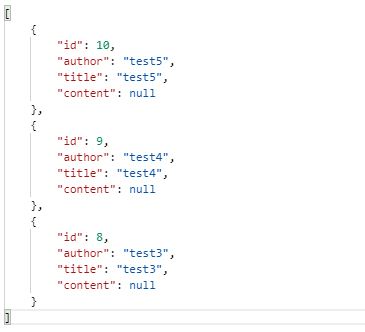 [
    {
        "id": 10,
        "author": "test5",
        "title": "test5",
        "content": null
    },
    {
        "id": 9,
        "author": "test4",
        "title": "test4",
        "content": null
    },
    {
        "id": 8,
        "author": "test3",
        "title": "test3",
        "content": null
    }
]